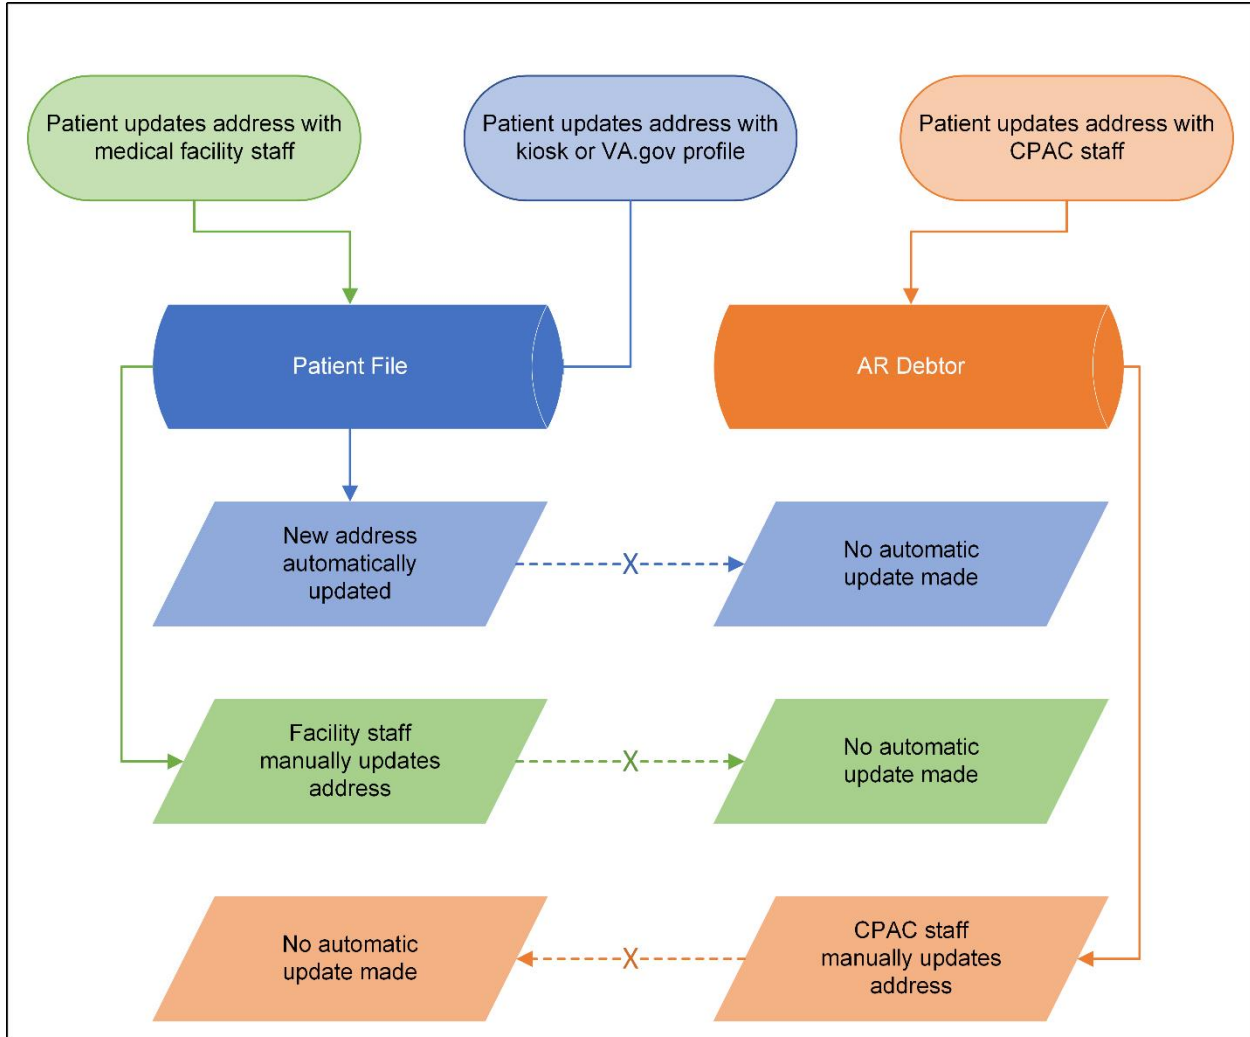 Patient updates address with
medical facility staff
Patient updates address with
kiosk or VA.gov profile
Patient updates address with
CPAC staff
Patient File
AR Debtor
New address
automatically
updated
X
No automatic
update made
Facility staff
manually updates
address
X
No automatic
update made
No automatic
update made
X
CPAC staff
manually updates
address